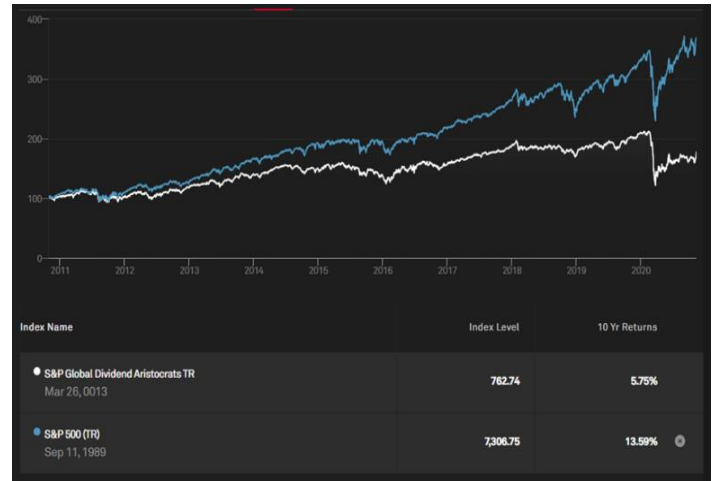 400
300
200
100
0
2011 2012 2013 2014 2015 2016 2017 2018 2019 2020
Index Name Index Level 10 Yr Returns
S&P Global Dividend Aristocrats TR 762.74 5.75%
Mar 26, 0013
S&P 500 (TR) 7,306.75 13.59%
Sep 11, 1989